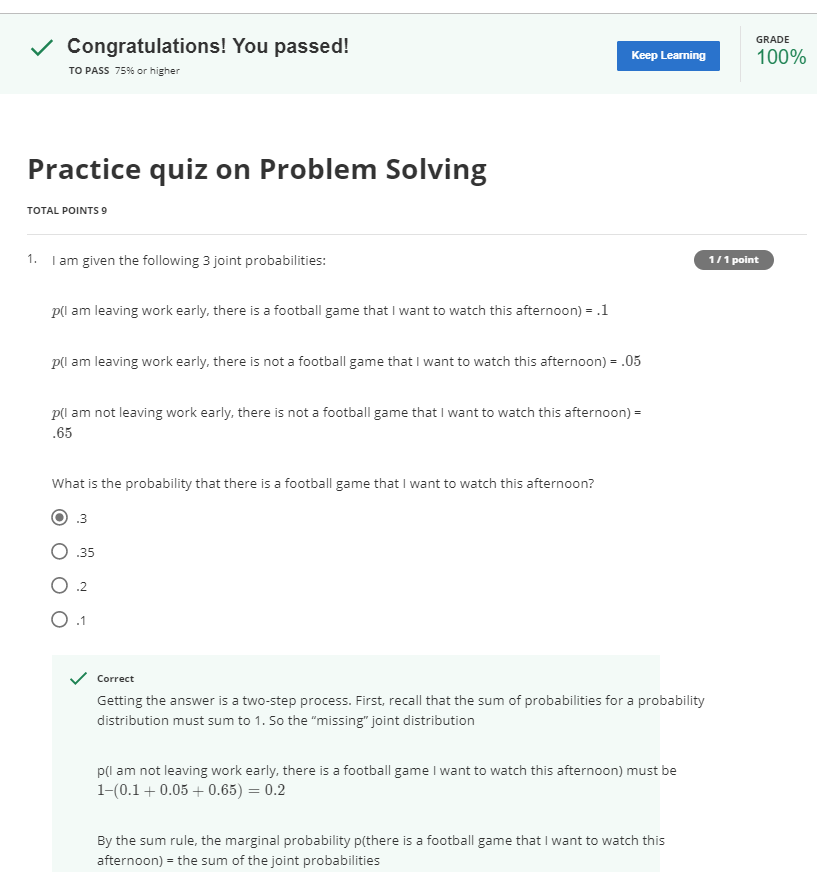 Congratulations! You passed!
TO PASS 75% or higher
Keep Learning
GRADE
100%
Practice quiz on Problem Solving
TOTAL POINTS 9
1. I am given the following 3 joint probabilities:
1 / 1 point
p(I am leaving work early, there is a football game that I want to watch this afternoon) = .1
p(I am leaving work early, there is not a football game that I want to watch this afternoon) = .05
p(I am not leaving work early, there is not a football game that I want to watch this afternoon) =
.65
What is the probability that there is a football game that I want to watch this afternoon?
.3
.35
.2
.1
Correct
Getting the answer is a two-step process. First, recall that the sum of probabilities for a probability
distribution must sum to 1. So the “missing” joint distribution
p(I am not leaving work early, there is a football game I want to watch this afternoon) must be
1–(0.1 + 0.05 + 0.65) = 0.2
By the sum rule, the marginal probability p(there is a football game that I want to watch this
afternoon) = the sum of the joint probabilities